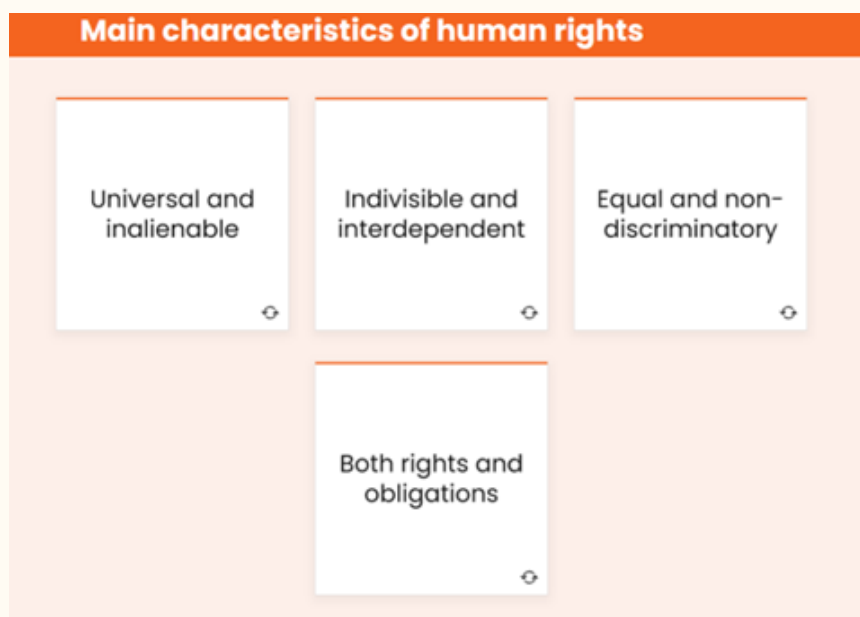 Main characteristics of human rights
Universal and
inalienable
Indivisible and
interdependent
Equal and non-
discriminatory
Both rights and
obligations